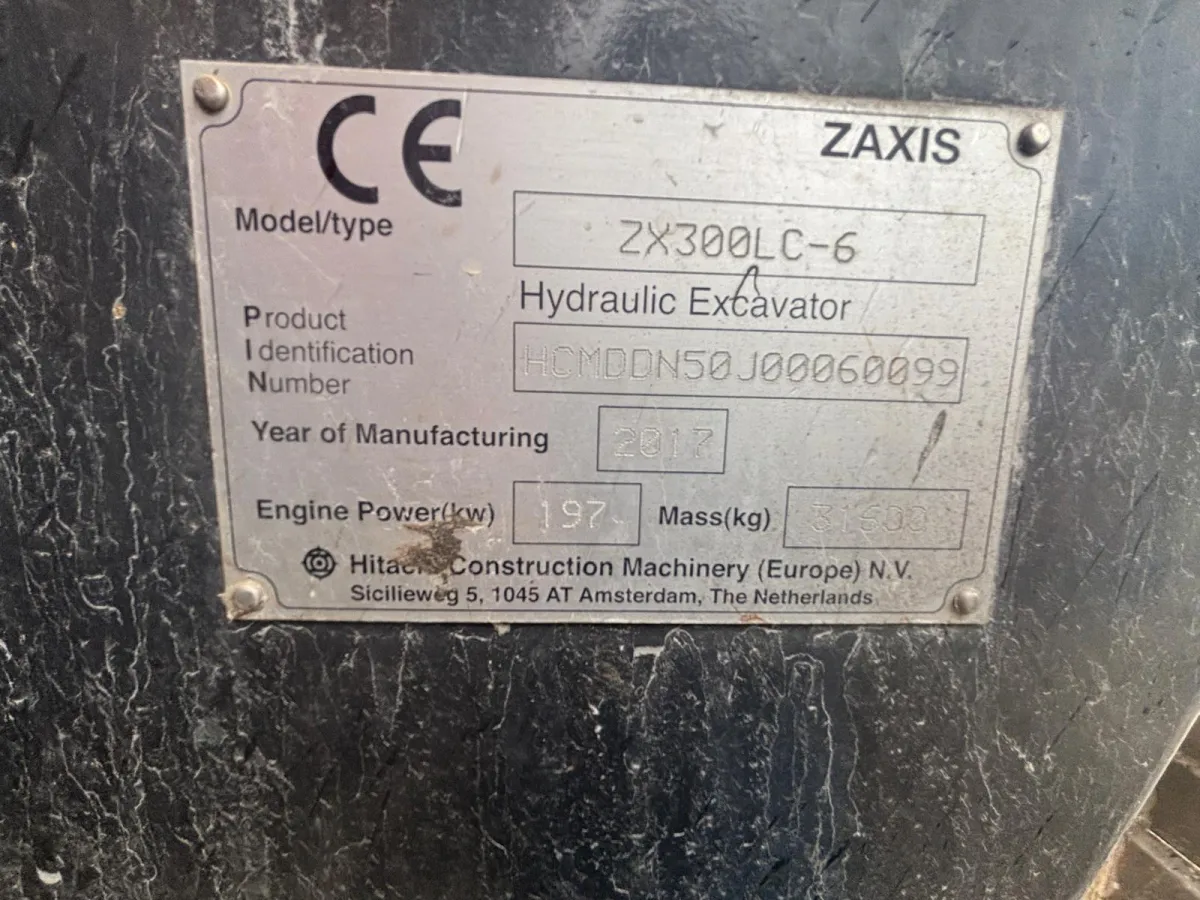 CE
ZAXIS
Model/type ZX300LC-6
Hydraulic Excavator
Product
Identification
Number
HCMDDN50J00060099
Year of Manufacturing 2017
Engine Power(kw) 197 Mass(kg)
Hitachi Construction Machinery (Europe) N.V.
Sicilieweg 5, 1045 AT Amsterdam, The Netherlands